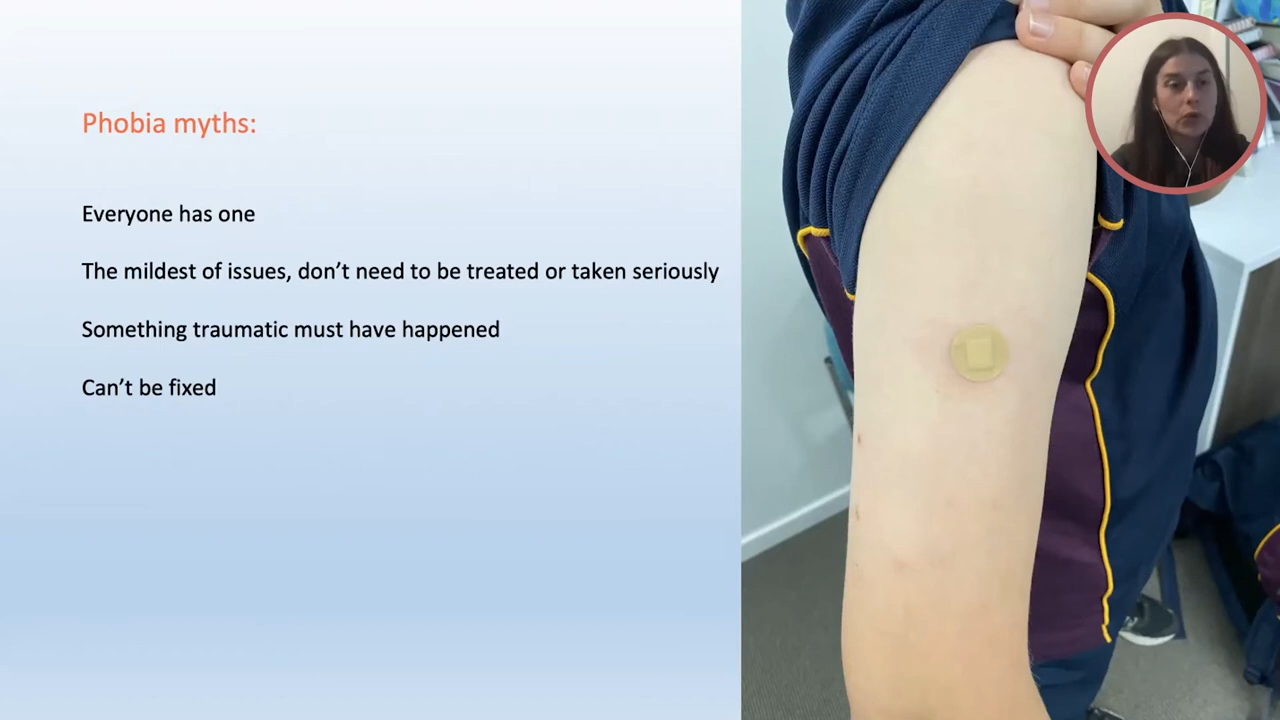 Phobia myths:
Everyone has one
The mildest of issues, don’t need to be treated or taken seriously
Something traumatic must have happened
Can’t be fixed